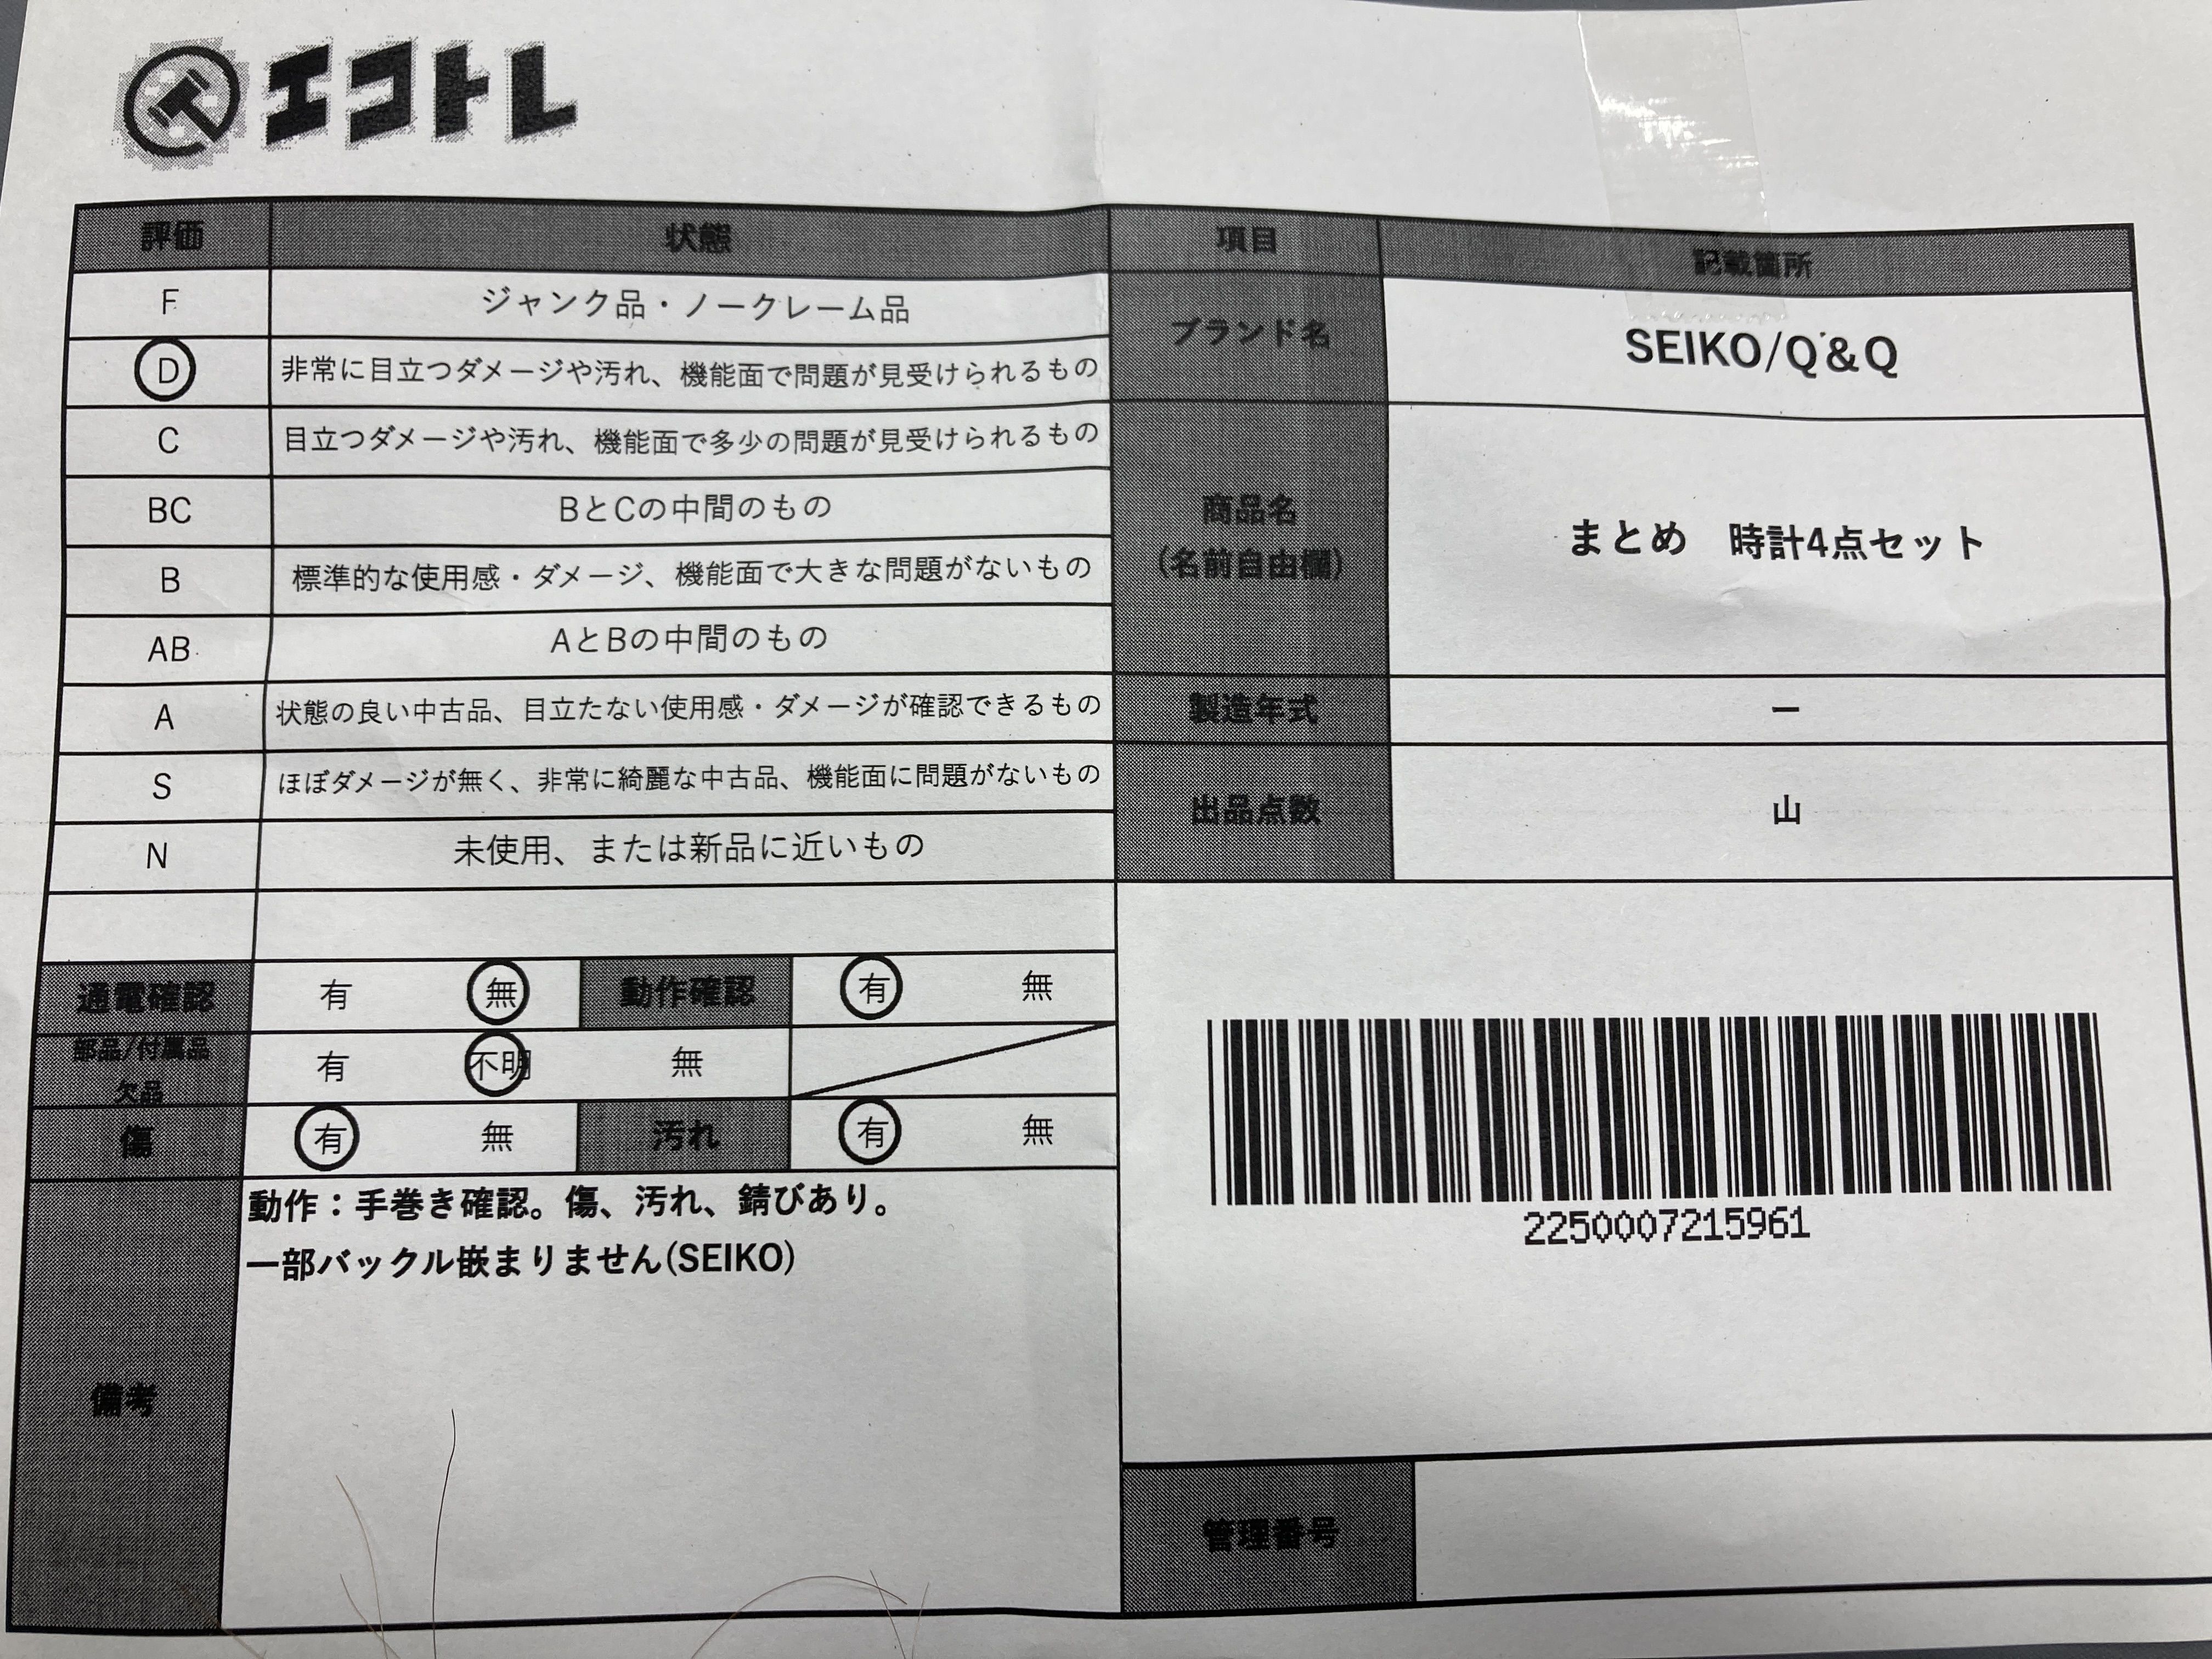 エコトレ
評価 状態 項目 記載箇所
F ジャンク品・ノークレーム品
D 非常に目立つダメージや汚れ、機能面で問題が見受けられるもの
ブランド名 SEIKO/Q&Q
C 目立つダメージや汚れ、機能面で多少の問題が見受けられるもの
BC BとCの中間のもの
商品名
(名前自由欄)
まとめ 時計4点セット
B 標準的な使用感・ダメージ、機能面で大きな問題がないもの
AB AとBの中間のもの
A 状態の良い中古品、目立たない使用感・ダメージが確認できるもの
製造年式 ー
S ほぼダメージが無く、非常に綺麗な中古品、機能面に問題がないもの
出品点数 山
N 未使用、または新品に近いもの
通電確認 有 無 動作確認 有 無
部品/付属品
欠品
有 不明 無
傷 有 無 汚れ 有 無
備考
動作：手巻き確認。傷、汚れ、錆びあり。
一部バックル嵌まりません(SEIKO)
2250007215961
管理番号